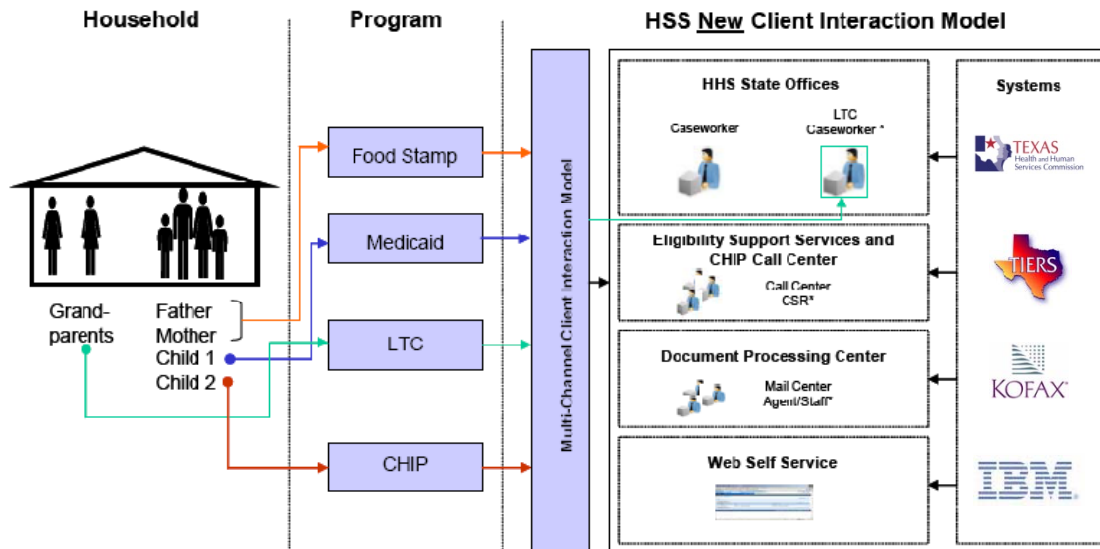 Household
Program
HSS New Client Interaction Model
HHS State Offices
Caseworker
LTC
Caseworker *
Systems
TEXAS
Health and Human
Services Commission
Food Stamp
Medicaid
LTC
CHIP
Multi-Channel Client Interaction Model
Eligibility Support Services and
CHIP Call Center
Call Center
CSR*
TIERS
Grand-
parents
Father
Mother
Child 1
Child 2
Document Processing Center
Mail Center
Agent/Staff*
KOFAX
Web Self Service
IBM